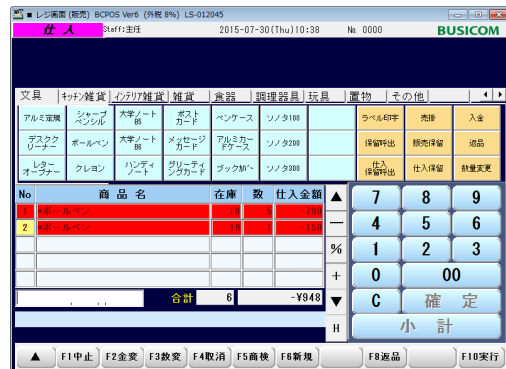 ■ レジ画面 (販売) BCPOS Ver6 (外税 8%) LS-012045
仕 入 Staff:主任 2015-07-30(Thu)10:38 No. 0000 BUSICOM
文具 キッチン雑貨 インテリア雑貨 雑貨 食器 調理器具 玩具 置物 その他
アルミ定規 シャープペンシル 大学ノートB5 ポストカード ペンケース ソノタ100 ラベル印字 売掛 入金
デスククリーナー ボールペン 大学ノートB5 メッセージカード アルミカードケース ソノタ200 保留呼出 販売保留 返品
レターオープナー クレヨン ハンディノート グリーティングカード ブックカバー ソノタ300 仕入保留呼出 仕入保留 数量変更
No 商 品 名 在庫 数 仕入金額 ▲ 7 8 9
1 *ボールペン 19 5 -790
2 *ボールペン 19 1 -158 — 4 5 6
% 1 2 3
+ 0 00
合計 6 -¥948 ▼ C 確 定
H 小 計
▲ F1中止 F2金変 F3数変 F4取消 F5商検 F6新規 F8返品 F10実行